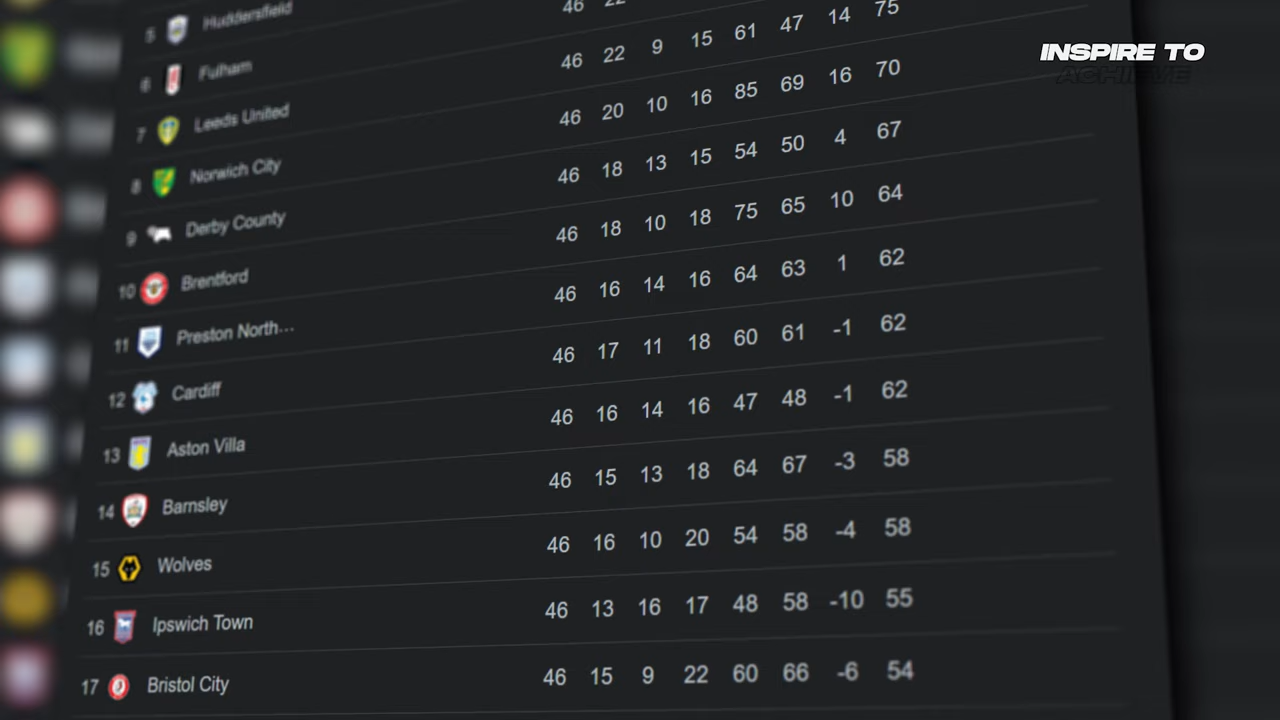 INSPIRE TO
ACHIEVE
5 Huddersfield
6 Fulham 46 22
7 Leeds United 46 22 9 15 61 47 14 75
8 Norwich City 46 20 10 16 85 69 16 70
9 Derby County 46 18 13 15 54 50 4 67
10 Brentford 46 18 10 18 75 65 10 64
11 Preston North... 46 16 14 16 64 63 1 62
12 Cardiff 46 17 11 18 60 61 -1 62
13 Aston Villa 46 16 14 16 47 48 -1 62
14 Barnsley 46 15 13 18 64 67 -3 58
15 Wolves 46 16 10 20 54 58 -4 58
16 Ipswich Town 46 13 16 17 48 58 -10 55
17 Bristol City 46 15 9 22 60 66 -6 54